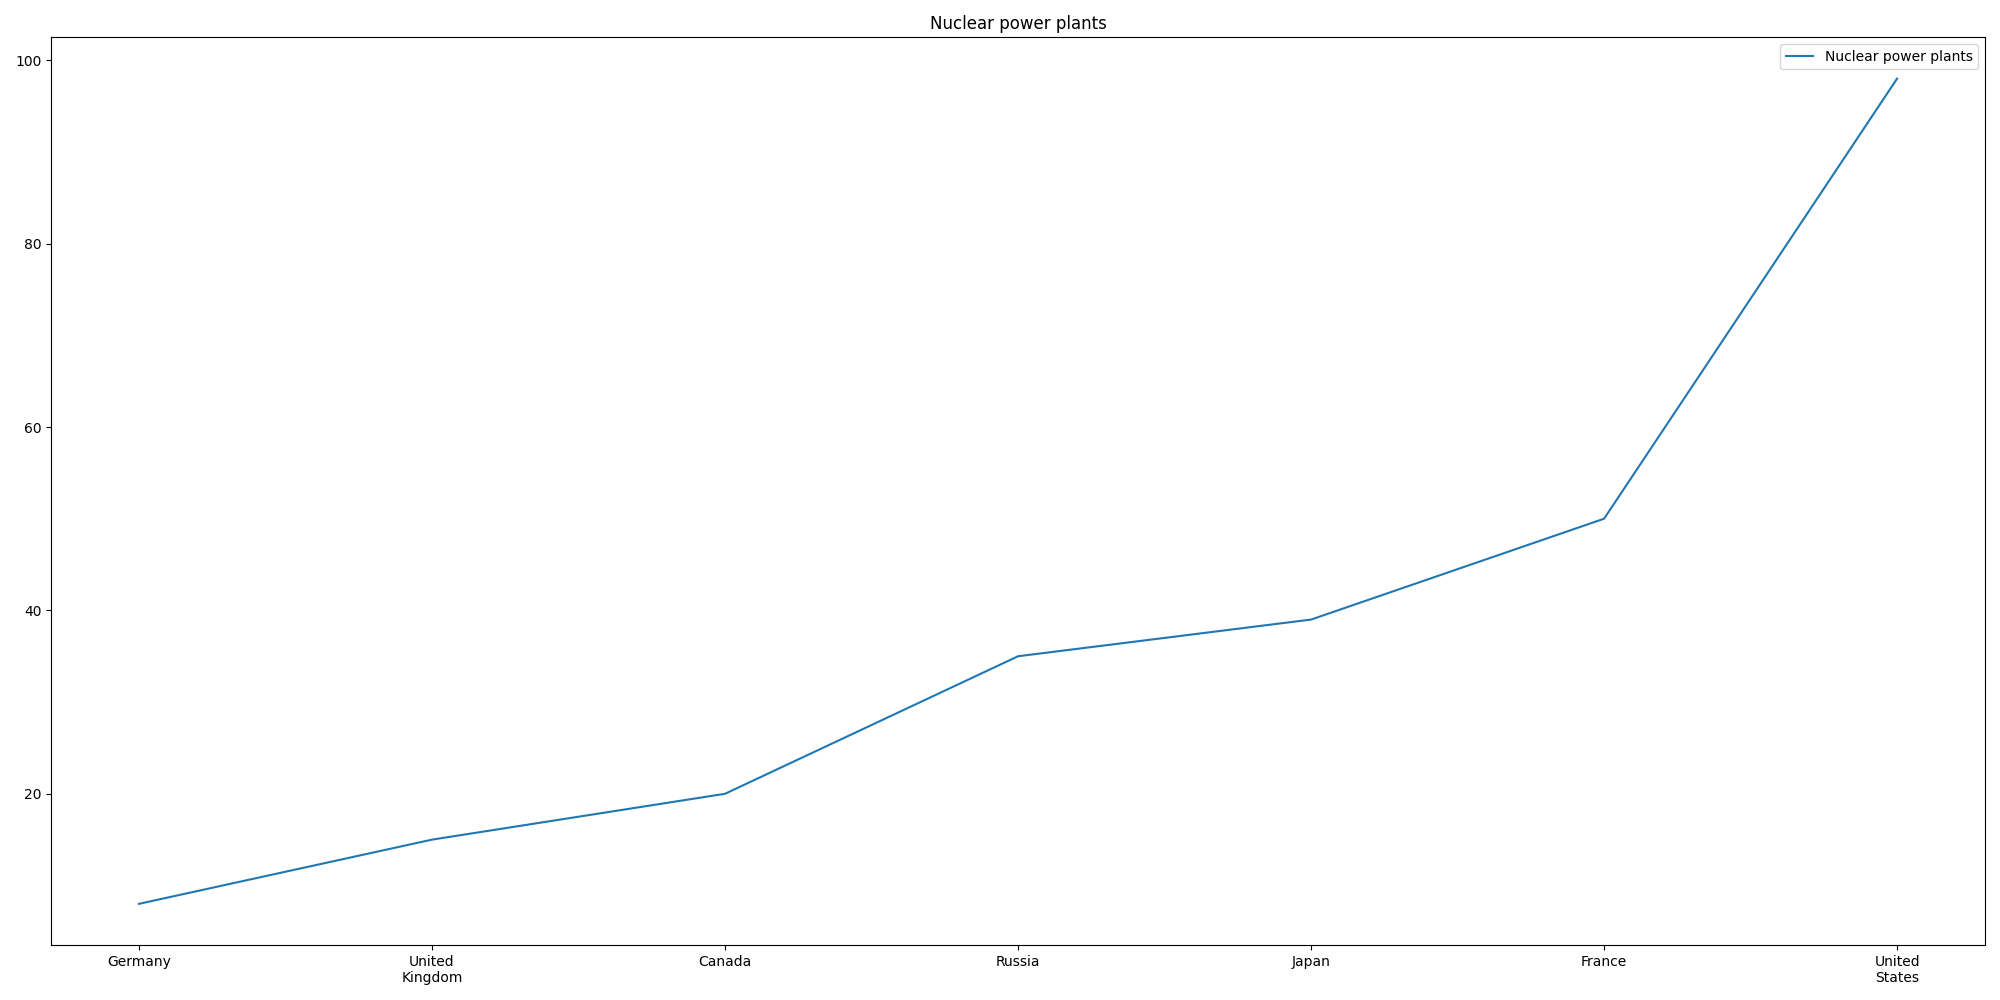 Nuclear power plants
Nuclear power plants
100
80
60
40
20
Germany
United
Kingdom
Canada
Russia
Japan
France
United
States